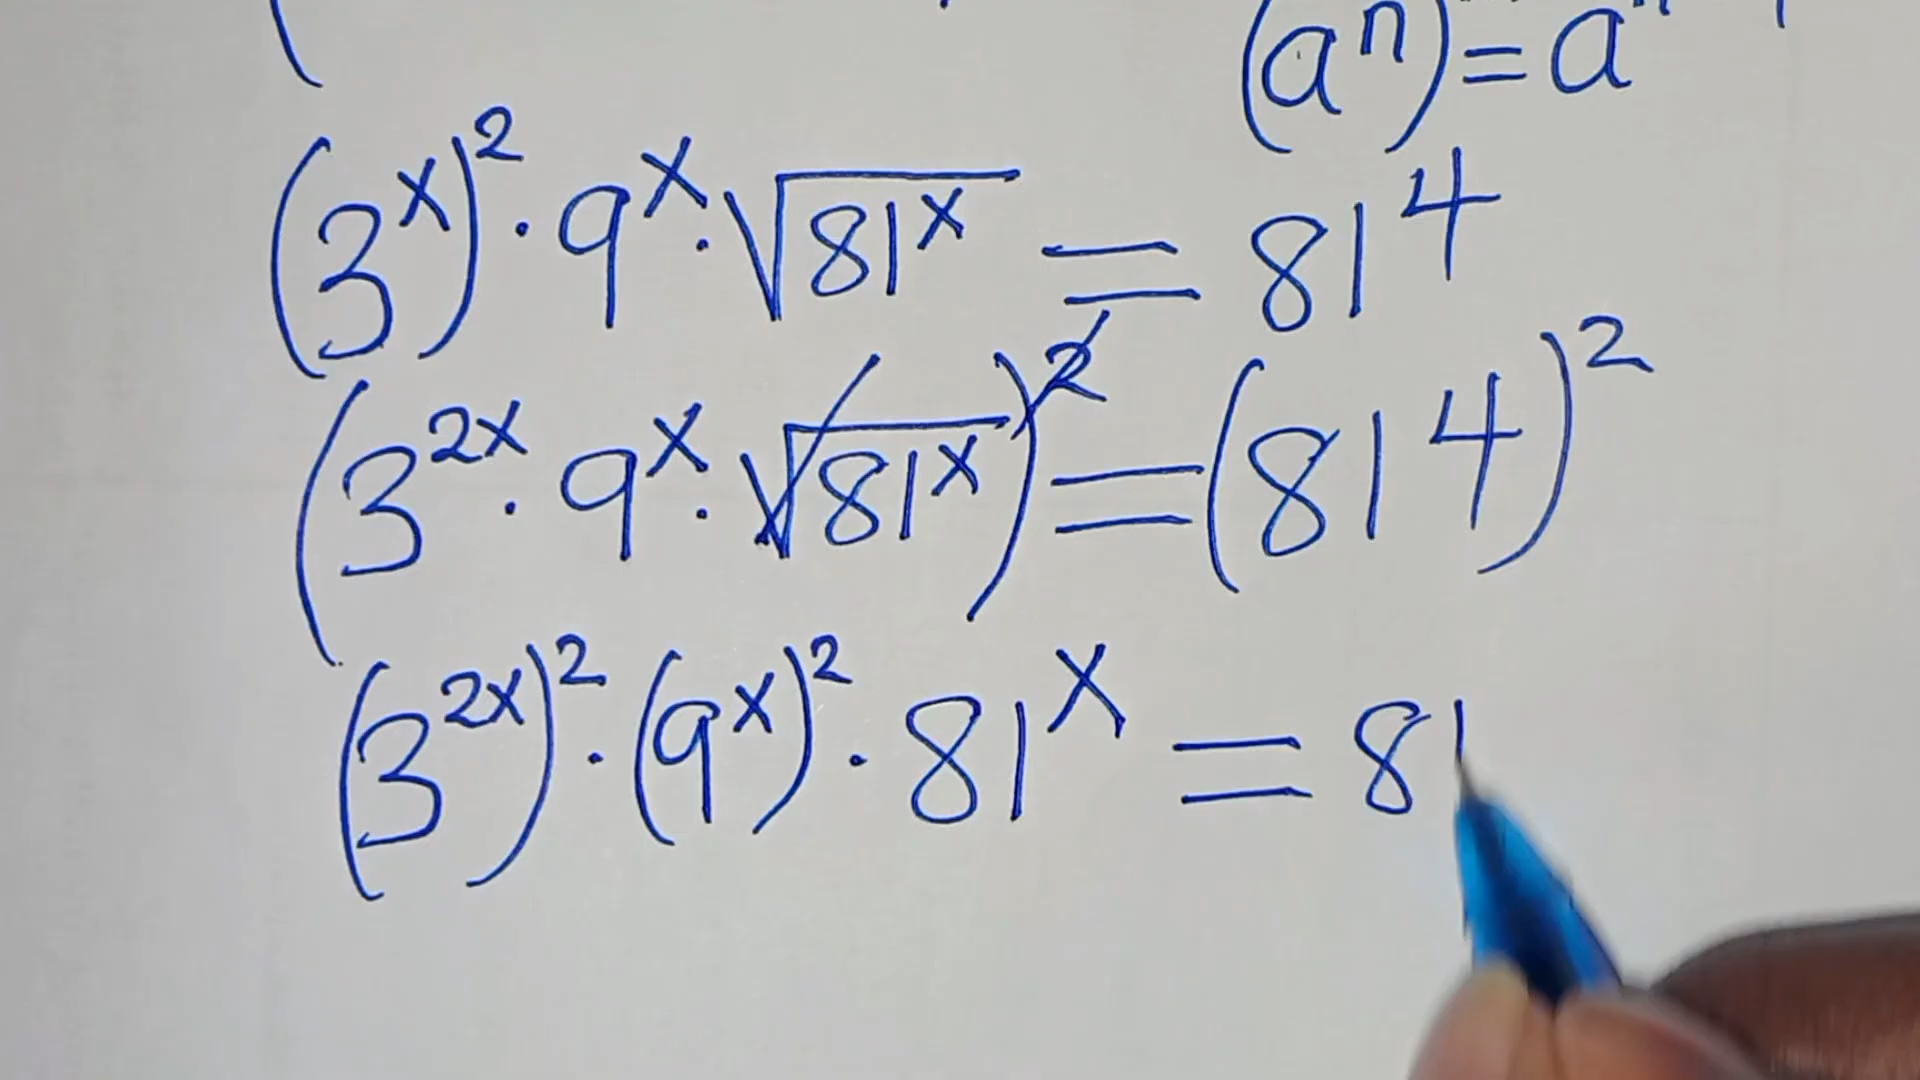 (aⁿ) = a
(3ˣ)² · 9ˣ · √81ˣ = 81⁴
(3²ˣ · 9ˣ · √81ˣ)² = (81⁴)²
(3²ˣ)² · (9ˣ)² · 81ˣ = 81